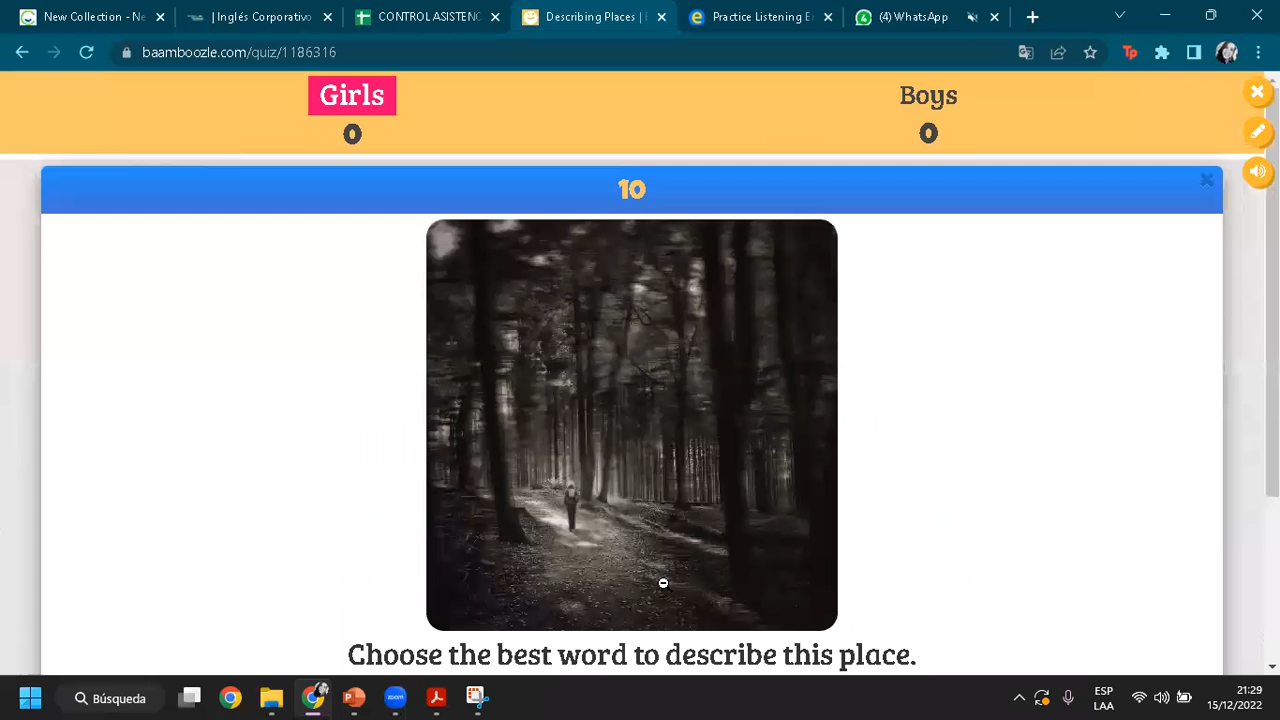 New Collection - Ne
| Inglés Corporativo
CONTROL ASISTENC
Describing Places | E
Practice Listening E
(4) WhatsApp
baamboozle.com/quiz/1186316
Girls
0
Boys
0
10
Choose the best word to describe this place.
Búsqueda
zoom
ESP
LAA
21:29
15/12/2022